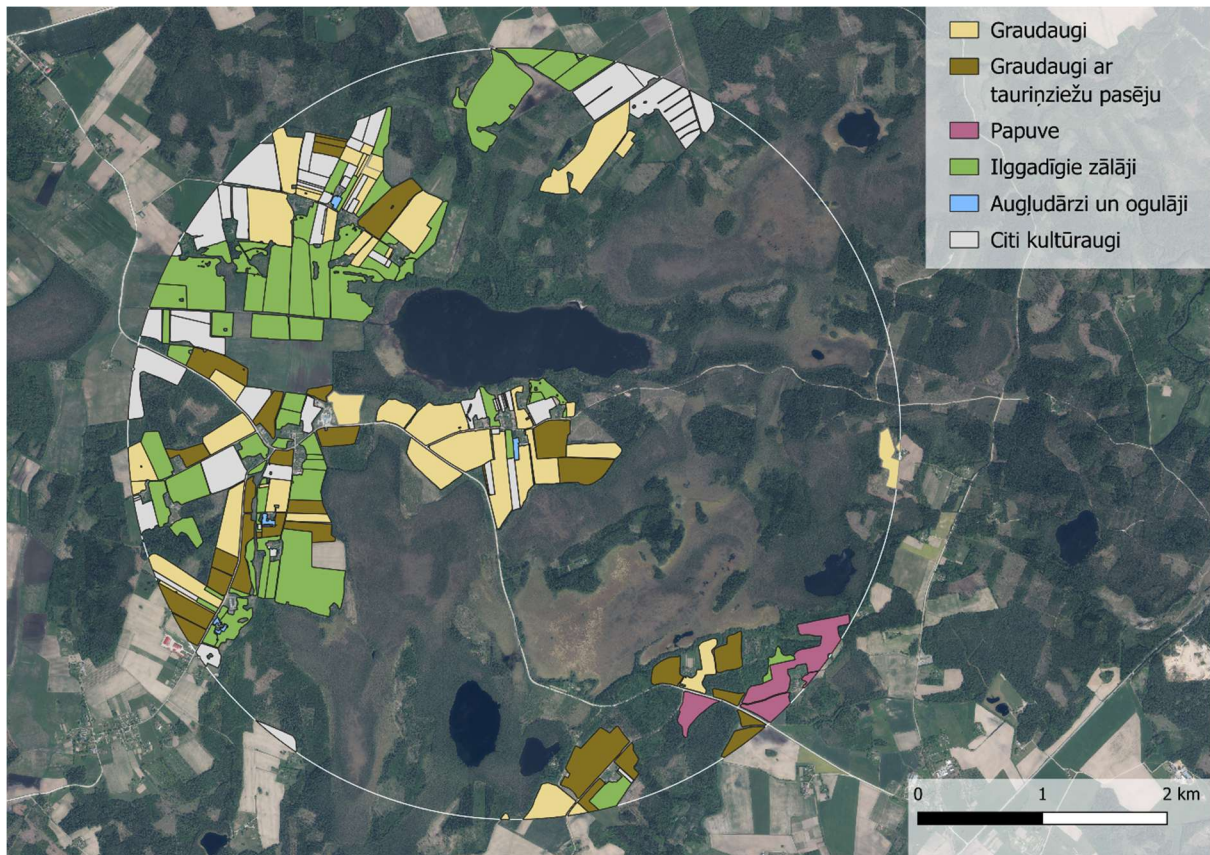 Graudaugi
Graudaugi ar
tauriņziežu pasēju
Papuve
Ilggadīgie zālāji
Augļudārzi un ogulāji
Citi kultūraugi
0 1 2 km